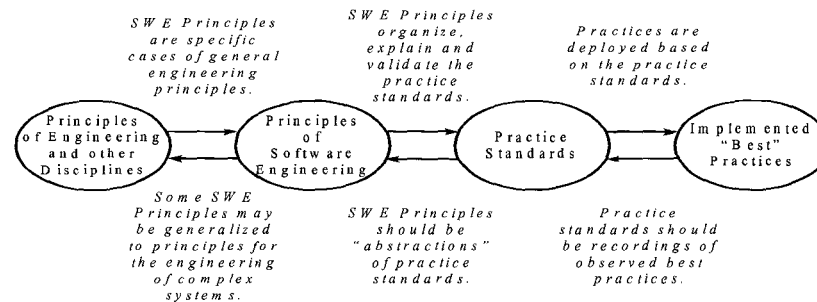 SWE Principles
are specific
cases of general
engineering
principles.
SWE Principles
organize,
explain and
validate the
practice
standards.
Practices are
deployed based
on the practice
standards.
Principles
of Engineering
and other
Disciplines
Principles
of
Software
Engineering
Practice
Standards
Implemented
"Best"
Practices
Some SWE
Principles may
be generalized
to principles for
the engineering
of complex
systems.
SWE Principles
should be
"abstractions"
of practice
standards.
Practice
standards should
be recordings of
observed best
practices.